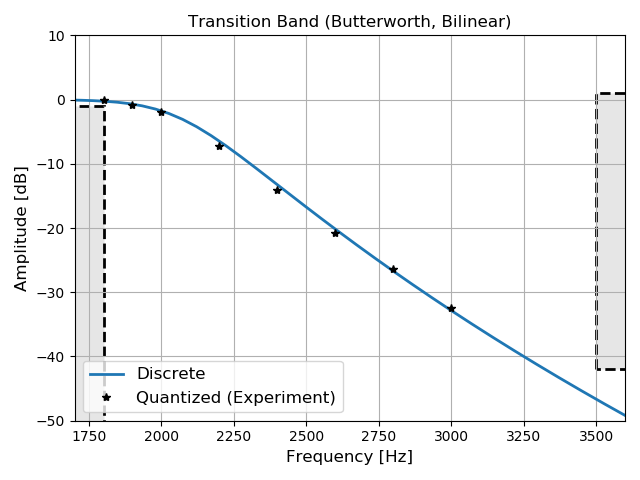 Transition Band (Butterworth, Bilinear)
10
0
−10
−20
−30
−40
−50
Amplitude [dB]
Discrete
Quantized (Experiment)
1750 2000 2250 2500 2750 3000 3250 3500
Frequency [Hz]